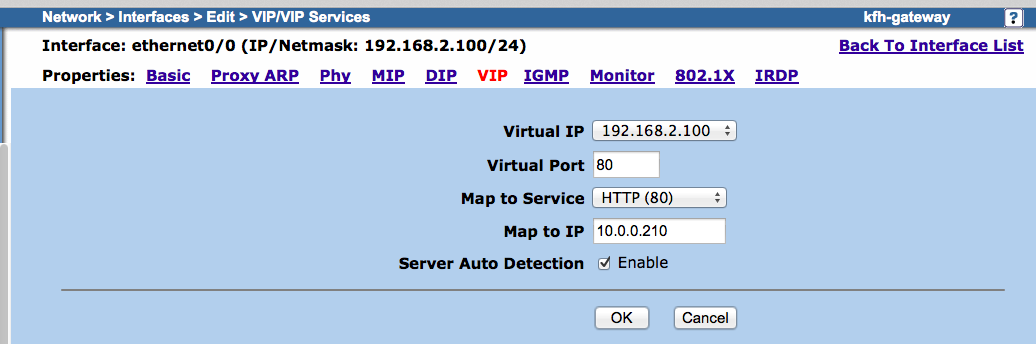 Network > Interfaces > Edit > VIP/VIP Services kfh-gateway ?
Interface: ethernet0/0 (IP/Netmask: 192.168.2.100/24) Back To Interface List
Properties: Basic Proxy ARP Phy MIP DIP VIP IGMP Monitor 802.1X IRDP
Virtual IP 192.168.2.100
Virtual Port 80
Map to Service HTTP (80)
Map to IP 10.0.0.210
Server Auto Detection Enable
OK Cancel